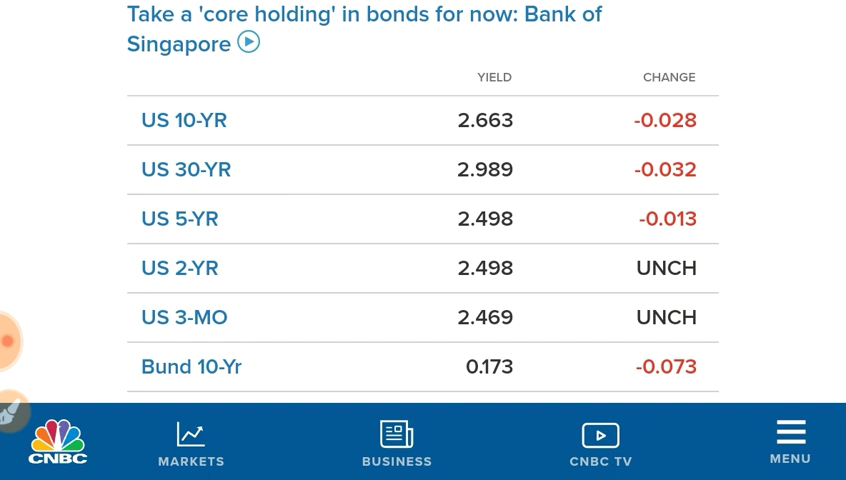 Take a 'core holding' in bonds for now: Bank of
Singapore
YIELD CHANGE
US 10-YR 2.663 -0.028
US 30-YR 2.989 -0.032
US 5-YR 2.498 -0.013
US 2-YR 2.498 UNCH
US 3-MO 2.469 UNCH
Bund 10-Yr 0.173 -0.073
CNBC MARKETS BUSINESS CNBC TV MENU